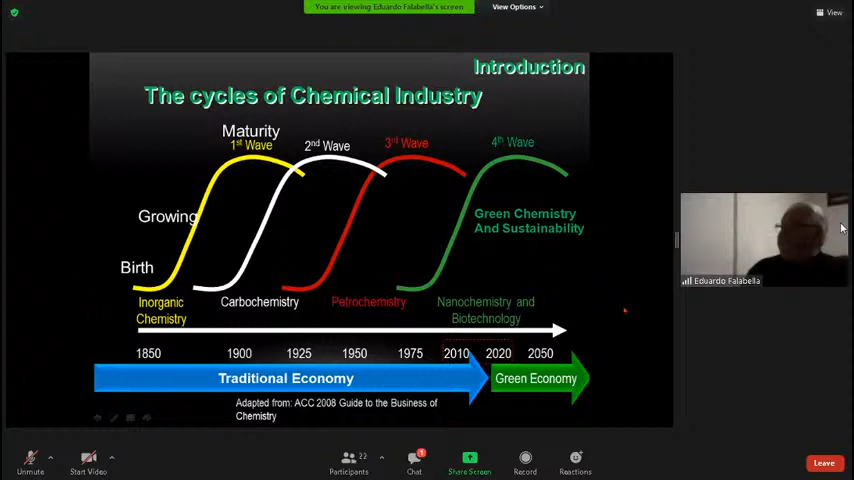 You are viewing Eduardo Falabella's screen
View Options
View
Introduction
The cycles of Chemical Industry
Maturity
1st Wave
2nd Wave
3rd Wave
4th Wave
Growing
Green Chemistry
And Sustainability
Birth
Inorganic
Chemistry
Carbochemistry
Petrochemistry
Nanochemistry and
Biotechnology
1850
1900
1925
1950
1975
2010
2020
2050
Traditional Economy
Green Economy
Adapted from: ACC 2008 Guide to the Business of
Chemistry
Eduardo Falabella
Unmute
Start Video
Participants
22
Chat
1
Share Screen
Record
Reactions
Leave